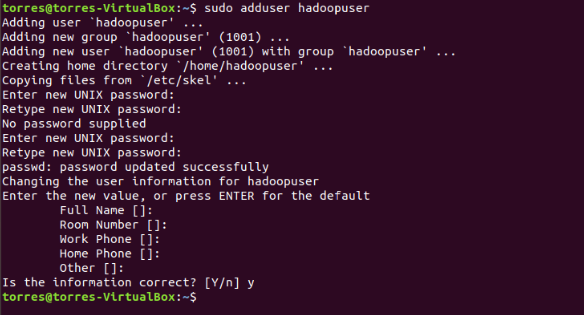 torres@torres-VirtualBox:~$ sudo adduser hadoopuser
Adding user `hadoopuser' ...
Adding new group `hadoopuser' (1001) ...
Adding new user `hadoopuser' (1001) with group `hadoopuser' ...
Creating home directory `/home/hadoopuser' ...
Copying files from `/etc/skel' ...
Enter new UNIX password:
Retype new UNIX password:
No password supplied
Enter new UNIX password:
Retype new UNIX password:
passwd: password updated successfully
Changing the user information for hadoopuser
Enter the new value, or press ENTER for the default
        Full Name []:
        Room Number []:
        Work Phone []:
        Home Phone []:
        Other []:
Is the information correct? [Y/n] y
torres@torres-VirtualBox:~$